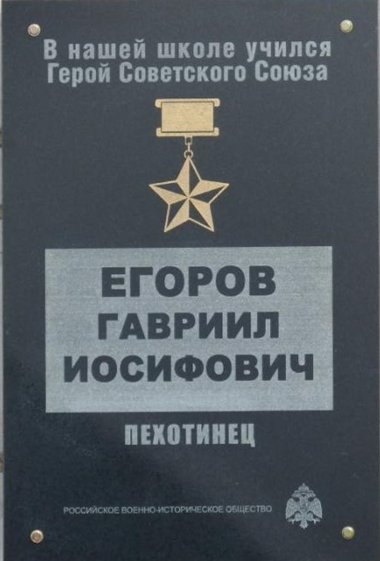 В нашей школе учился
Герой Советского Союза
ЕГОРОВ
ГАВРИИЛ
ИОСИФОВИЧ
ПЕХОТИНЕЦ
РОССИЙСКОЕ ВОЕННО-ИСТОРИЧЕСКОЕ ОБЩЕСТВО